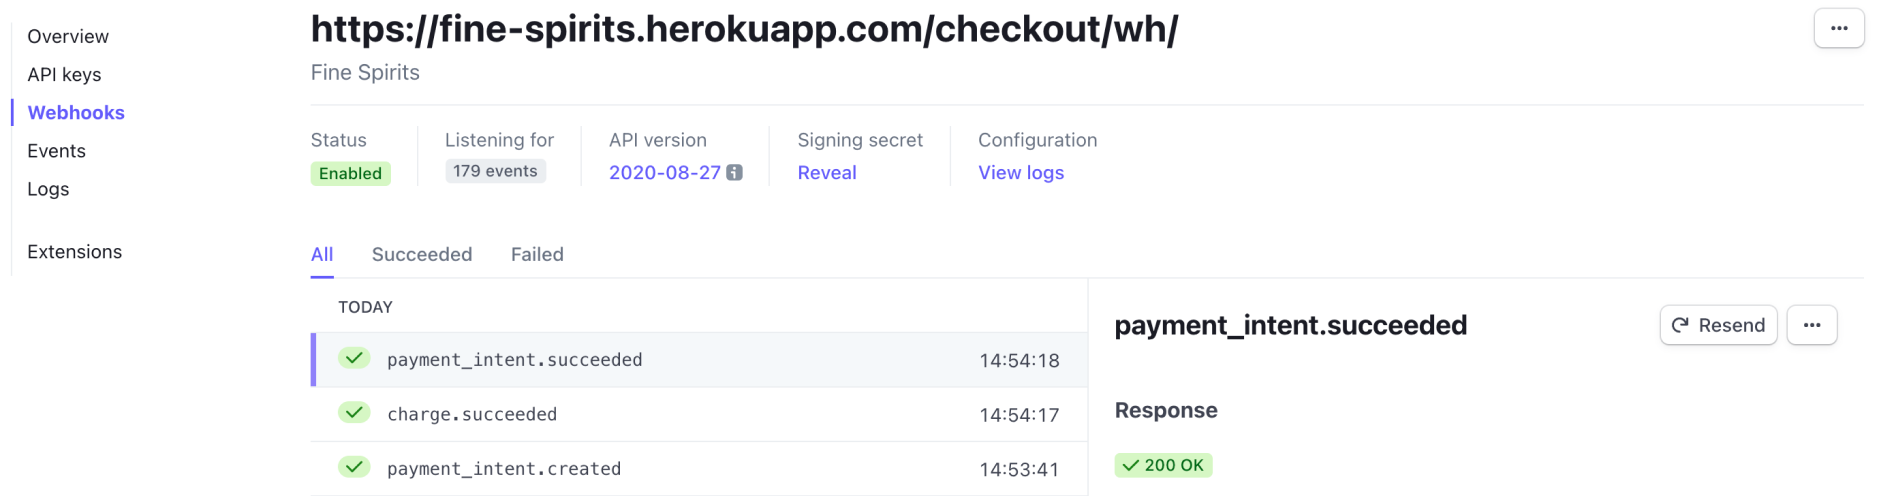 Overview
API keys
Webhooks
Events
Logs
Extensions
https://fine-spirits.herokuapp.com/checkout/wh/
Fine Spirits
Status
Enabled
Listening for
179 events
API version
2020-08-27
Signing secret
Reveal
Configuration
View logs
All Succeeded Failed
TODAY
payment_intent.succeeded 14:54:18
charge.succeeded 14:54:17
payment_intent.created 14:53:41
payment_intent.succeeded
Resend
Response
200 OK